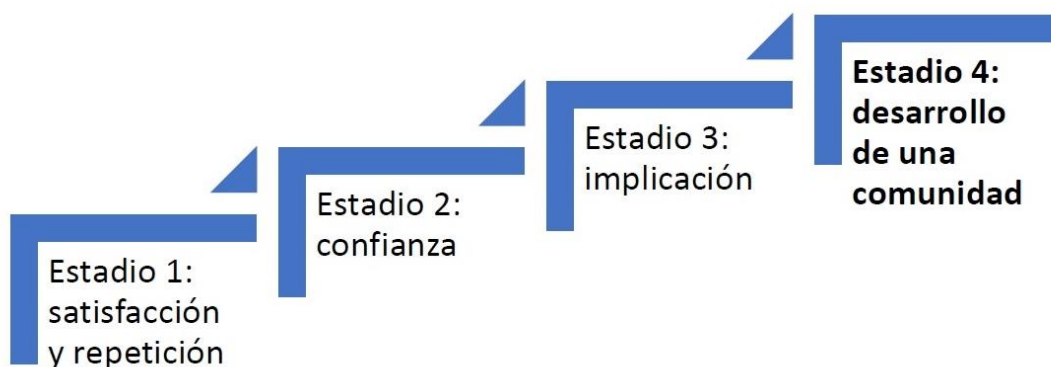 Estadio 1:
satisfacción
y repetición
Estadio 2:
confianza
Estadio 3:
implicación
Estadio 4:
desarrollo
de una
comunidad